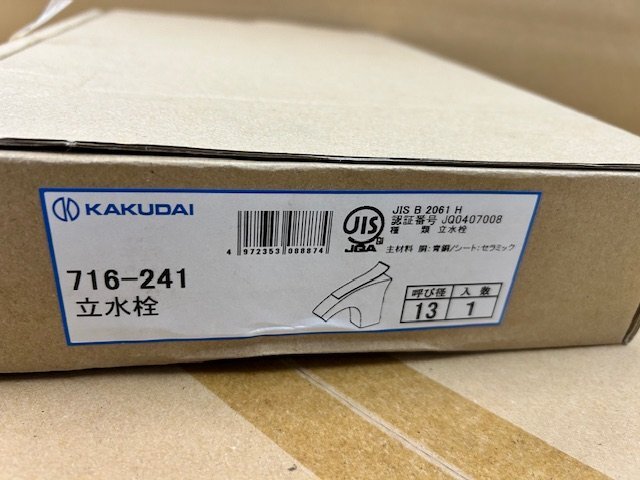 KAKUDAI
4 972353 088874
JIS
JQA
JIS B 2061 H
認証番号 JQ0407008
種 類 立水栓
主材料 胴:青銅/シート:セラミック
716-241
立水栓
呼び径 入数
13 1